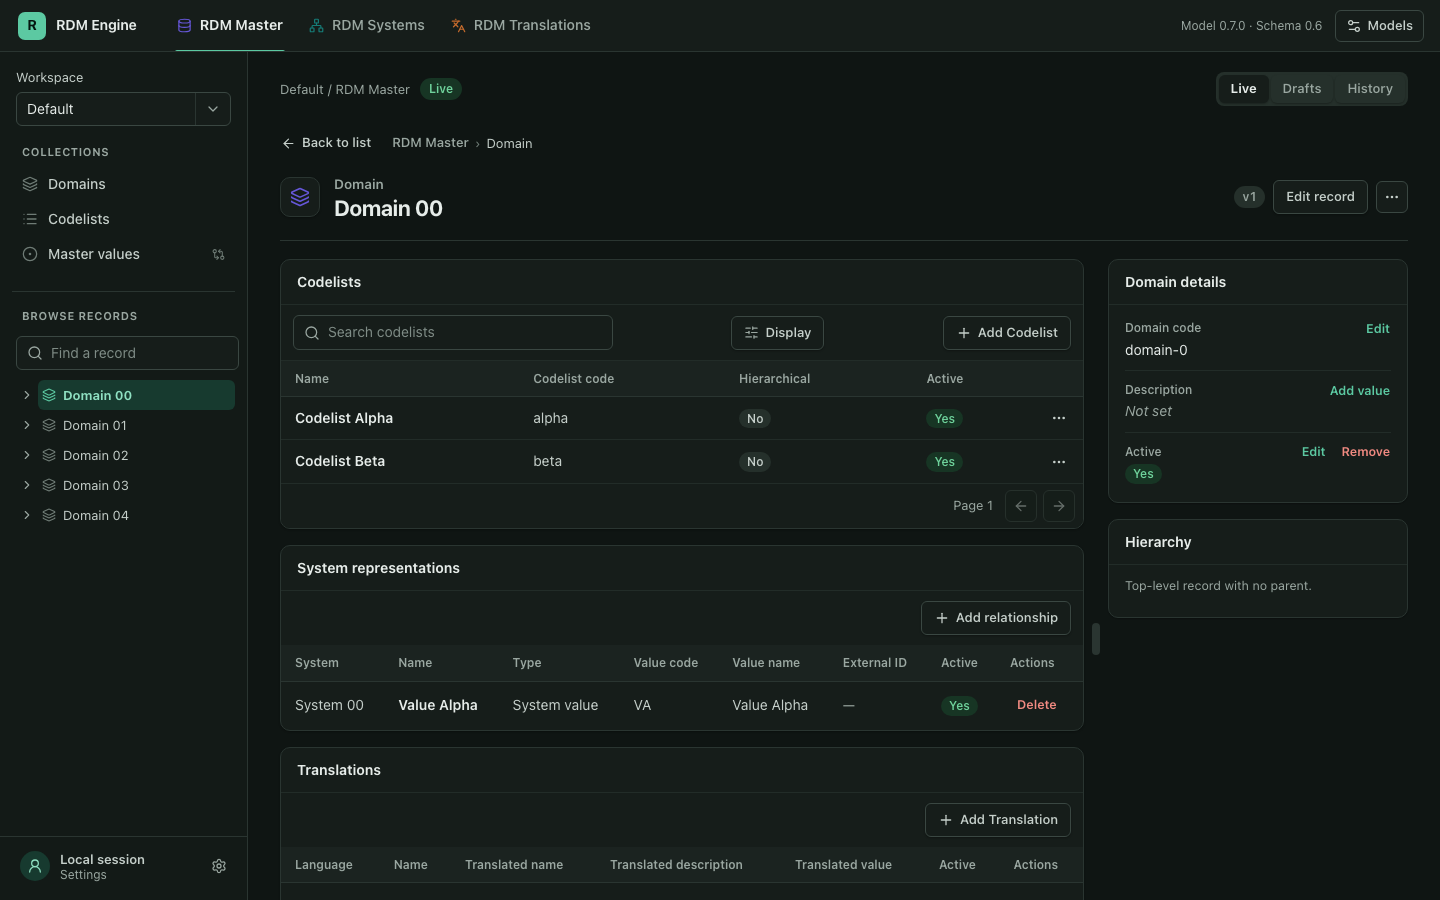 R RDM Engine RDM Master RDM Systems RDM Translations Model 0.7.0 · Schema 0.6 Models
Workspace
Default
COLLECTIONS
Domains
Codelists
Master values
BROWSE RECORDS
Find a record
Domain 00
Domain 01
Domain 02
Domain 03
Domain 04
Local session
Settings
Default / RDM Master Live Live Drafts History
Back to list RDM Master › Domain
Domain
Domain 00 v1 Edit record
Codelists
Search codelists Display Add Codelist
Name Codelist code Hierarchical Active
Codelist Alpha alpha No Yes
Codelist Beta beta No Yes
Page 1
System representations
Add relationship
System Name Type Value code Value name External ID Active Actions
System 00 Value Alpha System value VA Value Alpha — Yes Delete
Translations
Add Translation
Language Name Translated name Translated description Translated value Active Actions
Domain details
Domain code Edit
domain-0
Description Add value
Not set
Active Edit Remove
Yes
Hierarchy
Top-level record with no parent.